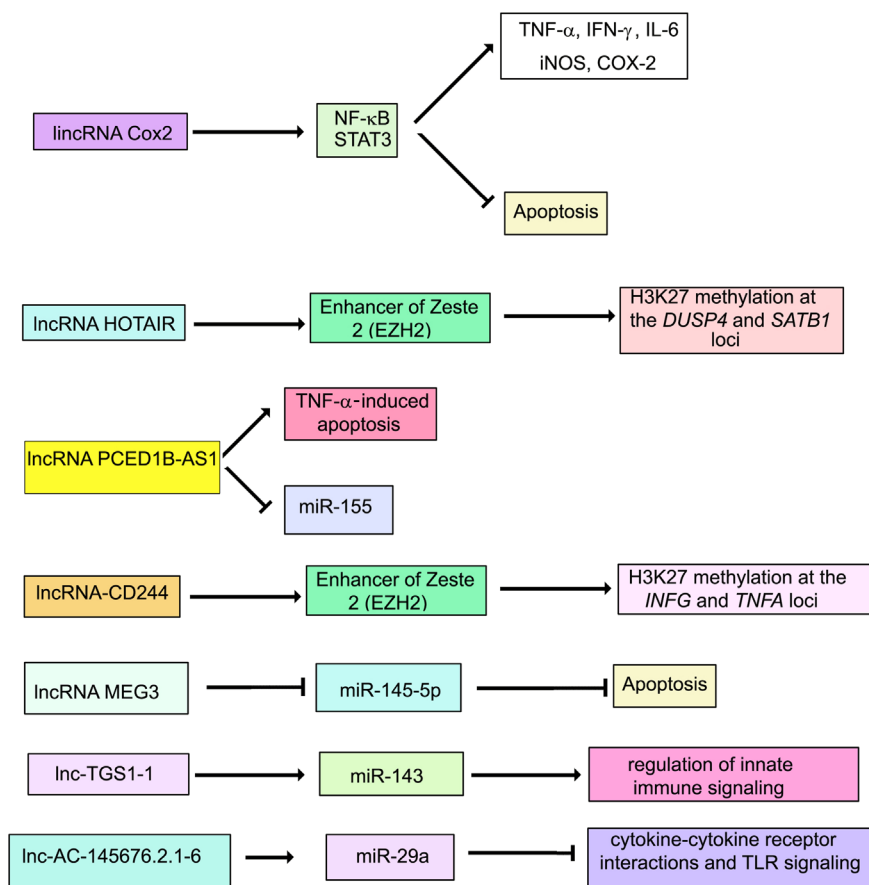 TNF-α, IFN-γ, IL-6
iNOS, COX-2
lincRNA Cox2
NF-κB
STAT3
Apoptosis
lncRNA HOTAIR
Enhancer of Zeste
2 (EZH2)
H3K27 methylation at
the DUSP4 and SATB1
loci
TNF-α-induced
apoptosis
lncRNA PCED1B-AS1
miR-155
lncRNA-CD244
Enhancer of Zeste
2 (EZH2)
H3K27 methylation at the
INFG and TNFA loci
lncRNA MEG3
miR-145-5p
Apoptosis
lnc-TGS1-1
miR-143
regulation of innate
immune signaling
lnc-AC-145676.2.1-6
miR-29a
cytokine-cytokine receptor
interactions and TLR signaling